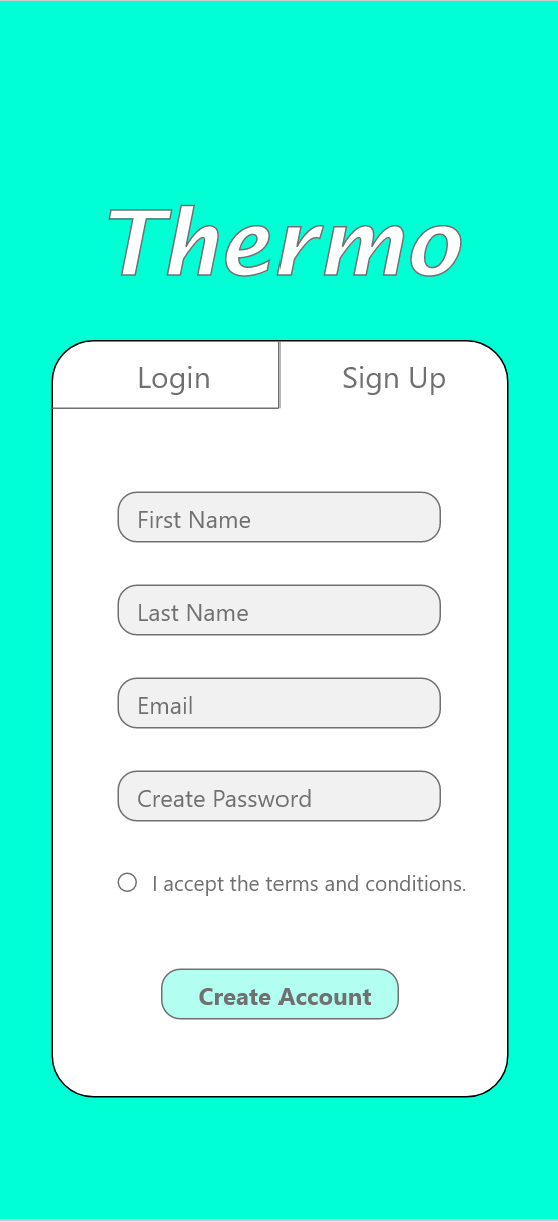 Thermo
Login
Sign Up
First Name
Last Name
Email
Create Password
I accept the terms and conditions.
Create Account